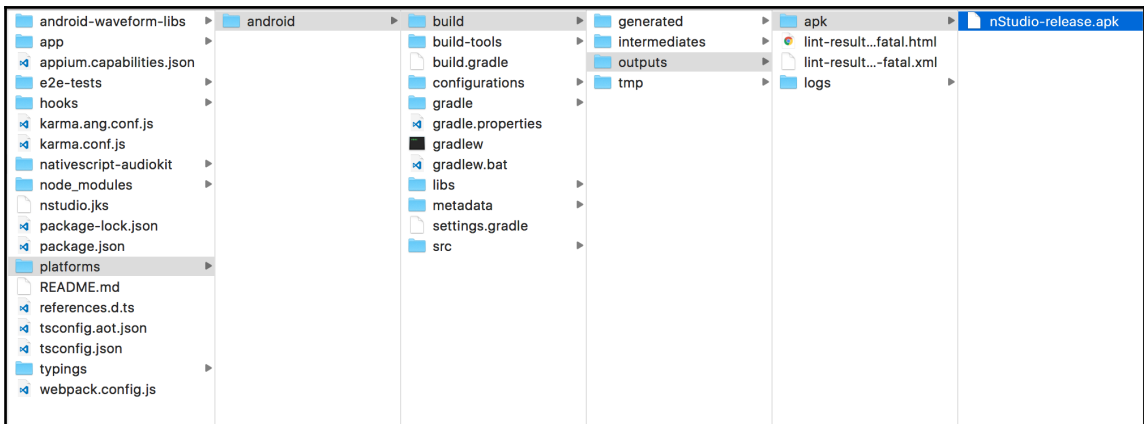 android-waveform-libs
app
appium.capabilities.json
e2e-tests
hooks
karma.ang.conf.js
karma.conf.js
nativescript-audiokit
node_modules
nstudio.jks
package-lock.json
package.json
platforms
README.md
references.d.ts
tsconfig.aot.json
tsconfig.json
typings
webpack.config.js
android
build
build-tools
build.gradle
configurations
gradle
gradle.properties
gradlew
gradlew.bat
libs
metadata
settings.gradle
src
generated
intermediates
outputs
tmp
apk
lint-result...fatal.html
lint-result...-fatal.xml
logs
nStudio-release.apk